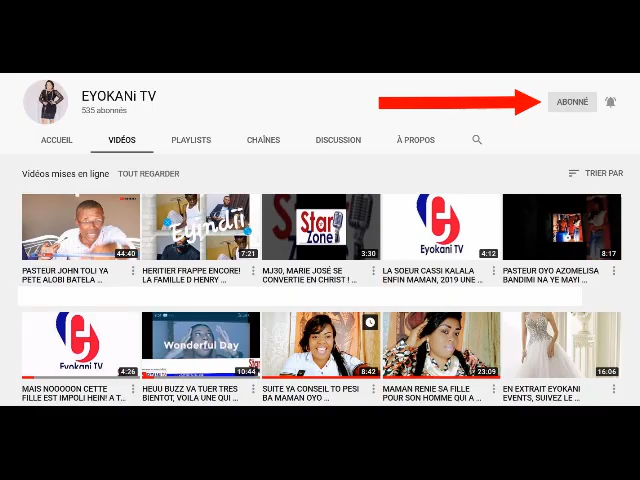 EYOKANi TV
535 abonnés
ABONNÉ
ACCUEIL VIDÉOS PLAYLISTS CHAÎNES DISCUSSION À PROPOS
Vidéos mises en ligne TOUT REGARDER TRIER PAR
Eyindii
Star
Zone
Eyokani TV
44:40 7:21 3:30 4:12 8:17
PASTEUR JOHN TOLI YA
PETE ALOBI BATELA ...
HERITIER FRAPPE ENCORE!
LA FAMILLE D HENRY ...
MJ30, MARIE JOSÉ SE
CONVERTIE EN CHRIST ! ...
LA SOEUR CASSI KALALA
ENFIN MAMAN, 2019 UNE ...
PASTEUR OYO AZOMELISA
BANDIMI NA YE MAYI ...
Eyokani TV
Wonderful Day
4:26 10:44 8:42 23:09 16:06
MAIS NOOOOON CETTE
FILLE EST IMPOLI HEIN! A T...
HEUU BUZZ VA TUER TRES
BIENTOT, VOILA UNE QUI ...
SUITE YA CONSEIL TO PESI
BA MAMAN OYO ...
MAMAN RENIE SA FILLE
POUR SON HOMME QUI A ...
EN EXTRAIT EYOKANI
EVENTS, SUIVEZ LE ...